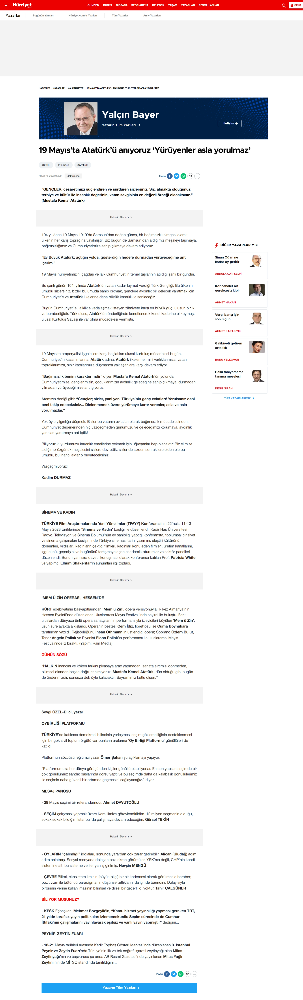 Hürriyet
.com.tr
GÜNDEM DÜNYA BİGPARA SPOR ARENA KELEBEK YAŞAM YAZARLAR RESMİ İLANLAR
GİRİŞ
Yazarlar Bugünün Yazıları Hürriyet.com.tr Yazıları Tüm Yazarlar Arşiv Yazarları
HABERLER > YAZARLAR > YALÇIN BAYER > 19 MAYIS'TA ATATÜRK'Ü ANIYORUZ 'YÜRÜYENLER ASLA YORULMAZ'
Yalçın Bayer
Yazarın Tüm Yazıları >
İletişim +
19 Mayıs’ta Atatürk’ü anıyoruz ‘Yürüyenler asla yorulmaz’
#KESK #Samsun #Atatürk
Mayıs 19, 2023 06:29 4dk okuma
Paylaş
"GENÇLER, cesaretimizi güçlendiren ve sürdüren sizlersiniz. Siz, almakta olduğunuz
terbiye ve kültür ile insanlık değerinin, vatan sevgisinin en değerli örneği olacaksınız.”
(Mustafa Kemal Atatürk)
Haberin Devamı
104 yıl önce 19 Mayıs 1919’da Samsun’dan doğan güneş, bir bağımsızlık simgesi olarak
ülkenin her karış toprağına yayılmıştır. Biz bugün de Samsun’dan aldığımız meşaleyi taşımaya,
bağımsızlığımız ve Cumhuriyetimize sahip çıkmaya devam ediyoruz.
“Ey Büyük Atatürk; açtığın yolda, gösterdiğin hedefe durmadan yürüyeceğime ant
içerim.”
19 Mayıs hürriyetimizin, çağdaş ve laik Cumhuriyet’in temel taşlarının atıldığı şanlı bir gündür.
Bu şanlı günün 104. yılında Atatürk’ün vatan kadar kıymet verdiği Türk Gençliği; Bu ülkenin
umudu sizlersiniz, bizler bu umuda sahip çıkmak, gençlere aydınlık bir gelecek yaratmak için
Cumhuriyet’e ve Atatürk ilkelerine daha büyük kararlılıkla sarılacağız.
Bugün Cumhuriyet’le, laiklikle vedalaşmak isteyen zihniyete karşı en büyük güç, ulusun birlik
ve beraberliğidir. Türk ulusu, Atatürk’ün önderliğinde kenetlenerek kendi kaderine el koymuş,
ulusal Kurtuluş Savaşı ile var olma mücadelesi vermiştir.
Haberin Devamı
19 Mayıs’ta emperyalist işgalcilere karşı başlatılan ulusal kurtuluş mücadelesi bugün,
Cumhuriyet’in kazanımlarına, Atatürk adına, Atatürk ilkelerine, milli varlıklarımıza, vatan
topraklarımıza, sınır kapılarımıza düşmanca yaklaşanlara karşı devam ediyor.
“Bağımsızlık benim karakterimdir” diyen Mustafa Kemal Atatürk’ün yolunda
Cumhuriyetimize, gençlerimizin, çocuklarımızın aydınlık geleceğine sahip çıkmaya, durmadan,
yılmadan yürüyeceğimize ant içiyoruz.
Atamızın dediği gibi: “Gençler; sizler, yani yeni Türkiye’nin genç evlatları! Yorulsanız dahi
beni takip edeceksiniz... Dinlenmemek üzere yürümeye karar verenler, asla ve asla
yorulmazlar.”
Yok öyle yılgınlığa düşmek. Bizler bu vatanın evlatları olarak bağımsızlık mücadelesinden,
Cumhuriyet değerlerinden hiç vazgeçmeden günümüzü ve geleceğimizi korumaya, aydınlık
yarınları yaratmaya ant içtik!
Biliyoruz ki yurdumuzu karanlık emellerine çekmek için uğraşanlar hep olacaktır! Biz elimize
aldığımız özgürlük meşalesini sizlere devrettik, sizler de sizden sonrakilere elden ele bu
umudu, bu inancı aktarıp büyüteceksiniz...
Vazgeçmiyoruz!
Kadim DURMAZ
Haberin Devamı
SİNEMA VE KADIN
TÜRKİYE Film Araştırmalarında Yeni Yönelimler (TFAYY) Konferansı’nın 22’ncisi 11-13
Mayıs 2023 tarihlerinde ‘Sinema ve Kadın’ başlığı ile düzenlendi. Kadir Has Üniversitesi
Radyo, Televizyon ve Sinema Bölümü’nün ev sahipliği yaptığı konferansta, toplumsal cinsiyet
ve sinema çalışmaları kesişiminde Türkiye sineması tarihi yazımını, eleştiri kültürünü,
dönemleri, yıldızları, kadınların çektiği filmleri, kadınları konu eden filmleri, üretim kanallarını,
işgücünü, geçmişini ve bugününü tartışmaya açan akademik oturumlar ve sektör panelleri
düzenlendi. Bunun yanı sıra davetli konuşmacı olarak konferansa katılan Prof. Patricia White
ve yapımcı Elhum Shakerifar’ın sunumları ilgi topladı.
Haberin Devamı
‘MEM Ü ZİN OPERASI, HESSEN’DE
KÜRT edebiyatının başyapıtlarından ‘Mem ü Zin’, opera versiyonuyla ilk kez Almanya’nın
Hessen Eyaleti’nde düzenlenen Uluslararası Mayıs Festivali’nde seyirci ile buluştu. Farklı
uluslardan dünyaca ünlü opera sanatçılarının performansıyla izleyicileri büyülen ‘Mem ü Zin’,
uzun süre ayakta alkışlandı. Operanın bestesi Cem İdiz, librettosu ise Cuma Boynukara
tarafından yazıldı. Rejisörlüğünü İhsan Othmann’ın üstlendiği opera; Soprano Özlem Bulut,
Tenor Angelo Pollak ve Piyanist Fiona Pollak’ın performansı ile uluslararası Mayıs
Festivali’nde iz bıraktı. (Yapım: Rain Media)
GÜNÜN SÖZÜ
“HALKIN inancını ve köken farkını piyasaya araç yapmadan, sanata sırtımızı dönmeden,
bilimsel olandan başka doğru tanımıyoruz. Mustafa Kemal Atatürk, dün olduğu gibi bugün
de önderimizdir, sonsuza dek öyle kalacaktır. Bayramımız kutlu olsun.”
Haberin Devamı
Sevgi ÖZEL-Dilci, yazar
OYBİRLİĞİ PLATFORMU
TÜRKİYE’de katılımcı demokrasi bilincinin yerleşmesi seçim gözlemciliğinin desteklenmesi
için bir çok sivil toplum örgütü var;bunların aralarına ‘Oy Birliği Platformu’ gönüllüleri de
katıldı.
Platformun sözcüsü, eğitimci yazar Ömer Şahan şu açıklamayı yapıyor:
“Platformumuza her dünya görüşünden kişiler gönüllü olabiliyorlar. En son yapılan seçimde bir
çok gönüllümüz sandık başlarında görev yaptı ve bu seçimde daha da kalabalık gönüllülerimiz
ile seçimin daha güvenli bir ortamda geçmesini sağlayacağız.” diyor.
MESAJ PANOSU
- 28 Mayıs seçimi bir referandumdur. Ahmet DAVUTOĞLU
- SEÇİM çalışması yapmak üzere Kars ilimize görevlendirildim. 12 milyon seçmenin olduğu,
sokak sokak bildiğim İstanbul’da çalışmaya devam edeceğim. Gürsel TEKİN
Haberin Devamı
- OYLARIN “çalındığı” iddiaları, sonunda yarardan çok zarar getirebilir. Alican (Uludağ) adım
adım anlatmış. Sosyal medyada dolaşan bazı ekran görüntüleri YSK’nın değil, CHP’nin kendi
sistemine ait, bu sisteme veriler yanlış girilmiş. Nevşin MENGÜ
- ÇEVRE Bilimi, ekosistem ilminin (büyük bilgi) bir alt kademesi olarak görülmekle beraber;
pozitivizm ile bütüncü paradigmanın düşünsel zıtlıklarını da içinde barındırır. Dolayısıyla
birbirinin yerine kullanılmasının bilimsel ve dilsel bir geçerliliği yoktur. Tahir ÇALGÜNER
BİLİYOR MUSUNUZ?
- KESK Eşbaşkanı Mehmet Bozgeyik’in, “Kamu hizmet yayıncılığı yapması gereken TRT,
21 yıldır tarafsız yayın politikaları izlememektedir. Seçim sürecinde de Cumhur
İttifakı’nın çalışmalarını yayınlayarak eşitsiz ve yanlı yayın yapmıştır” dediğini...
PEYNİR-ZEYTİN FUARI
- 18-21 Mayıs tarihleri arasında Kadir Topbaş Gösteri Merkezi’nde düzenlenen 3. İstanbul
Peynir ve Zeytin Fuarı’nda Türkiye’nin ilk ve tek coğrafi işaretli zeytinyağı olan Milas
Zeytinyağı’nın ve başvurusu şu anda AB Resmi Gazetesi’nde yayınlanan Milas Yağlı
Zeytini’nin de MİTSO standında tanıtıldığını...
Paylaş
Yazarın Tüm Yazıları >
DİĞER YAZARLARIMIZ
Sinan Oğan ne
kadar oy getirir
ABDULKADİR SELVİ
Kör cehalet artı
gerekçesiz kibir
AHMET HAKAN
Vergi barışı için
son 8 gün
AHMET KARABIYIK
Galibiyeti getiren
ortaklık
BANU YELKOVAN
Halkı tanıyamama
tanıma meselesi
DENİZ SİPAHİ
TÜM YAZARLARIMIZ >